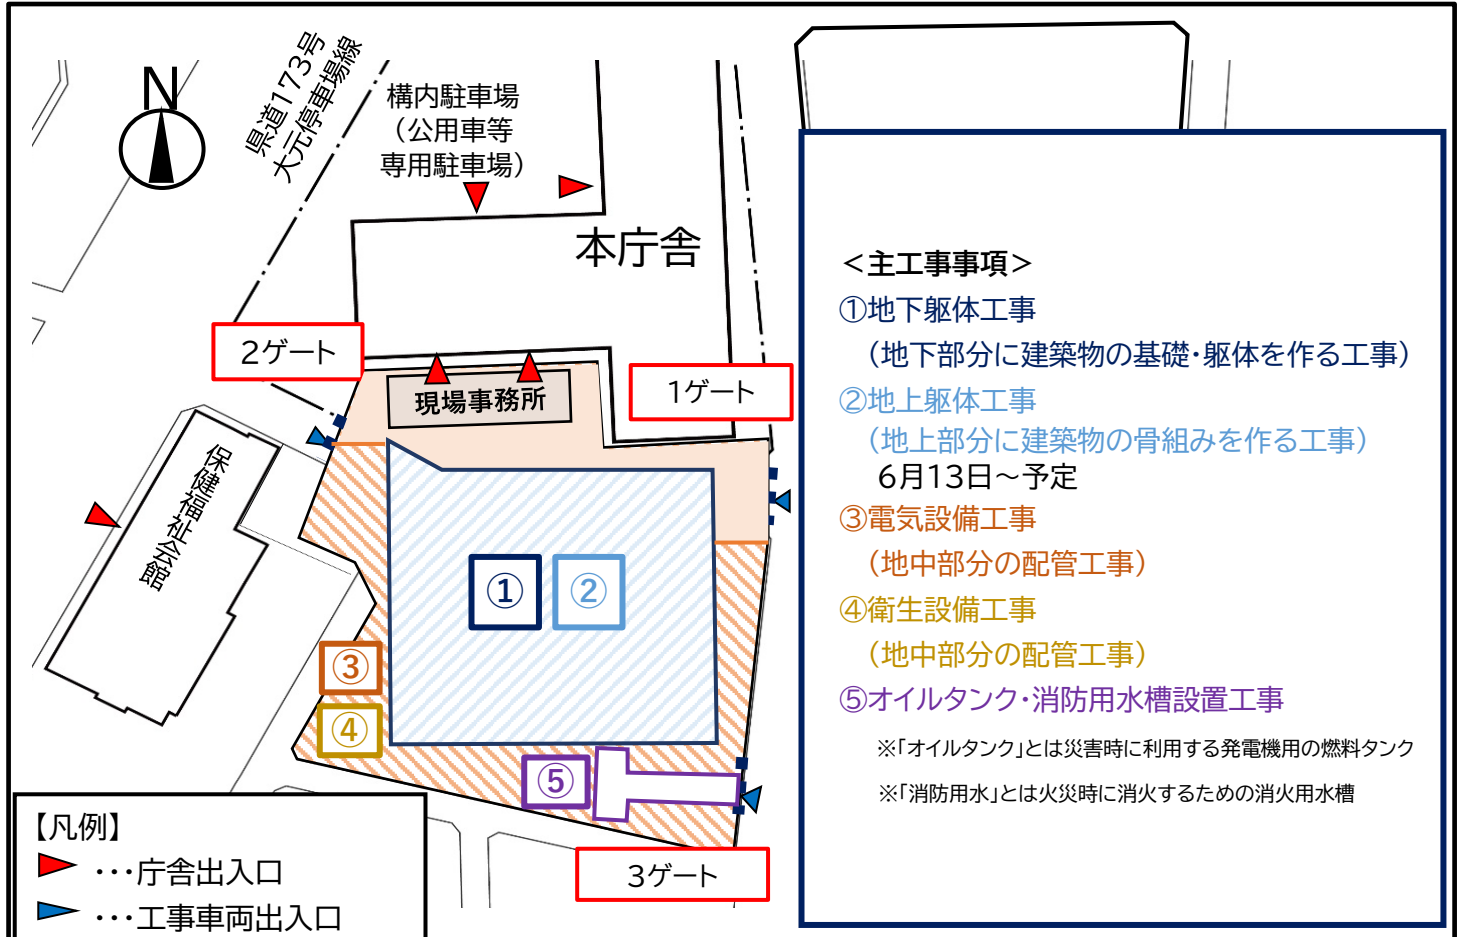 N
県道173号
大元停車場線
構内駐車場
（公用車等
専用駐車場）
本庁舎
2ゲート
現場事務所
1ゲート
保健福祉会館
①
②
③
④
⑤
3ゲート
【凡例】
・・・庁舎出入口
・・・工事車両出入口
＜主工事事項＞
①地下躯体工事
（地下部分に建築物の基礎・躯体を作る工事）
②地上躯体工事
（地上部分に建築物の骨組みを作る工事）
6月13日～予定
③電気設備工事
（地中部分の配管工事）
④衛生設備工事
（地中部分の配管工事）
⑤オイルタンク・消防用水槽設置工事
※「オイルタンク」とは災害時に利用する発電機用の燃料タンク
※「消防用水」とは火災時に消火するための消火用水槽